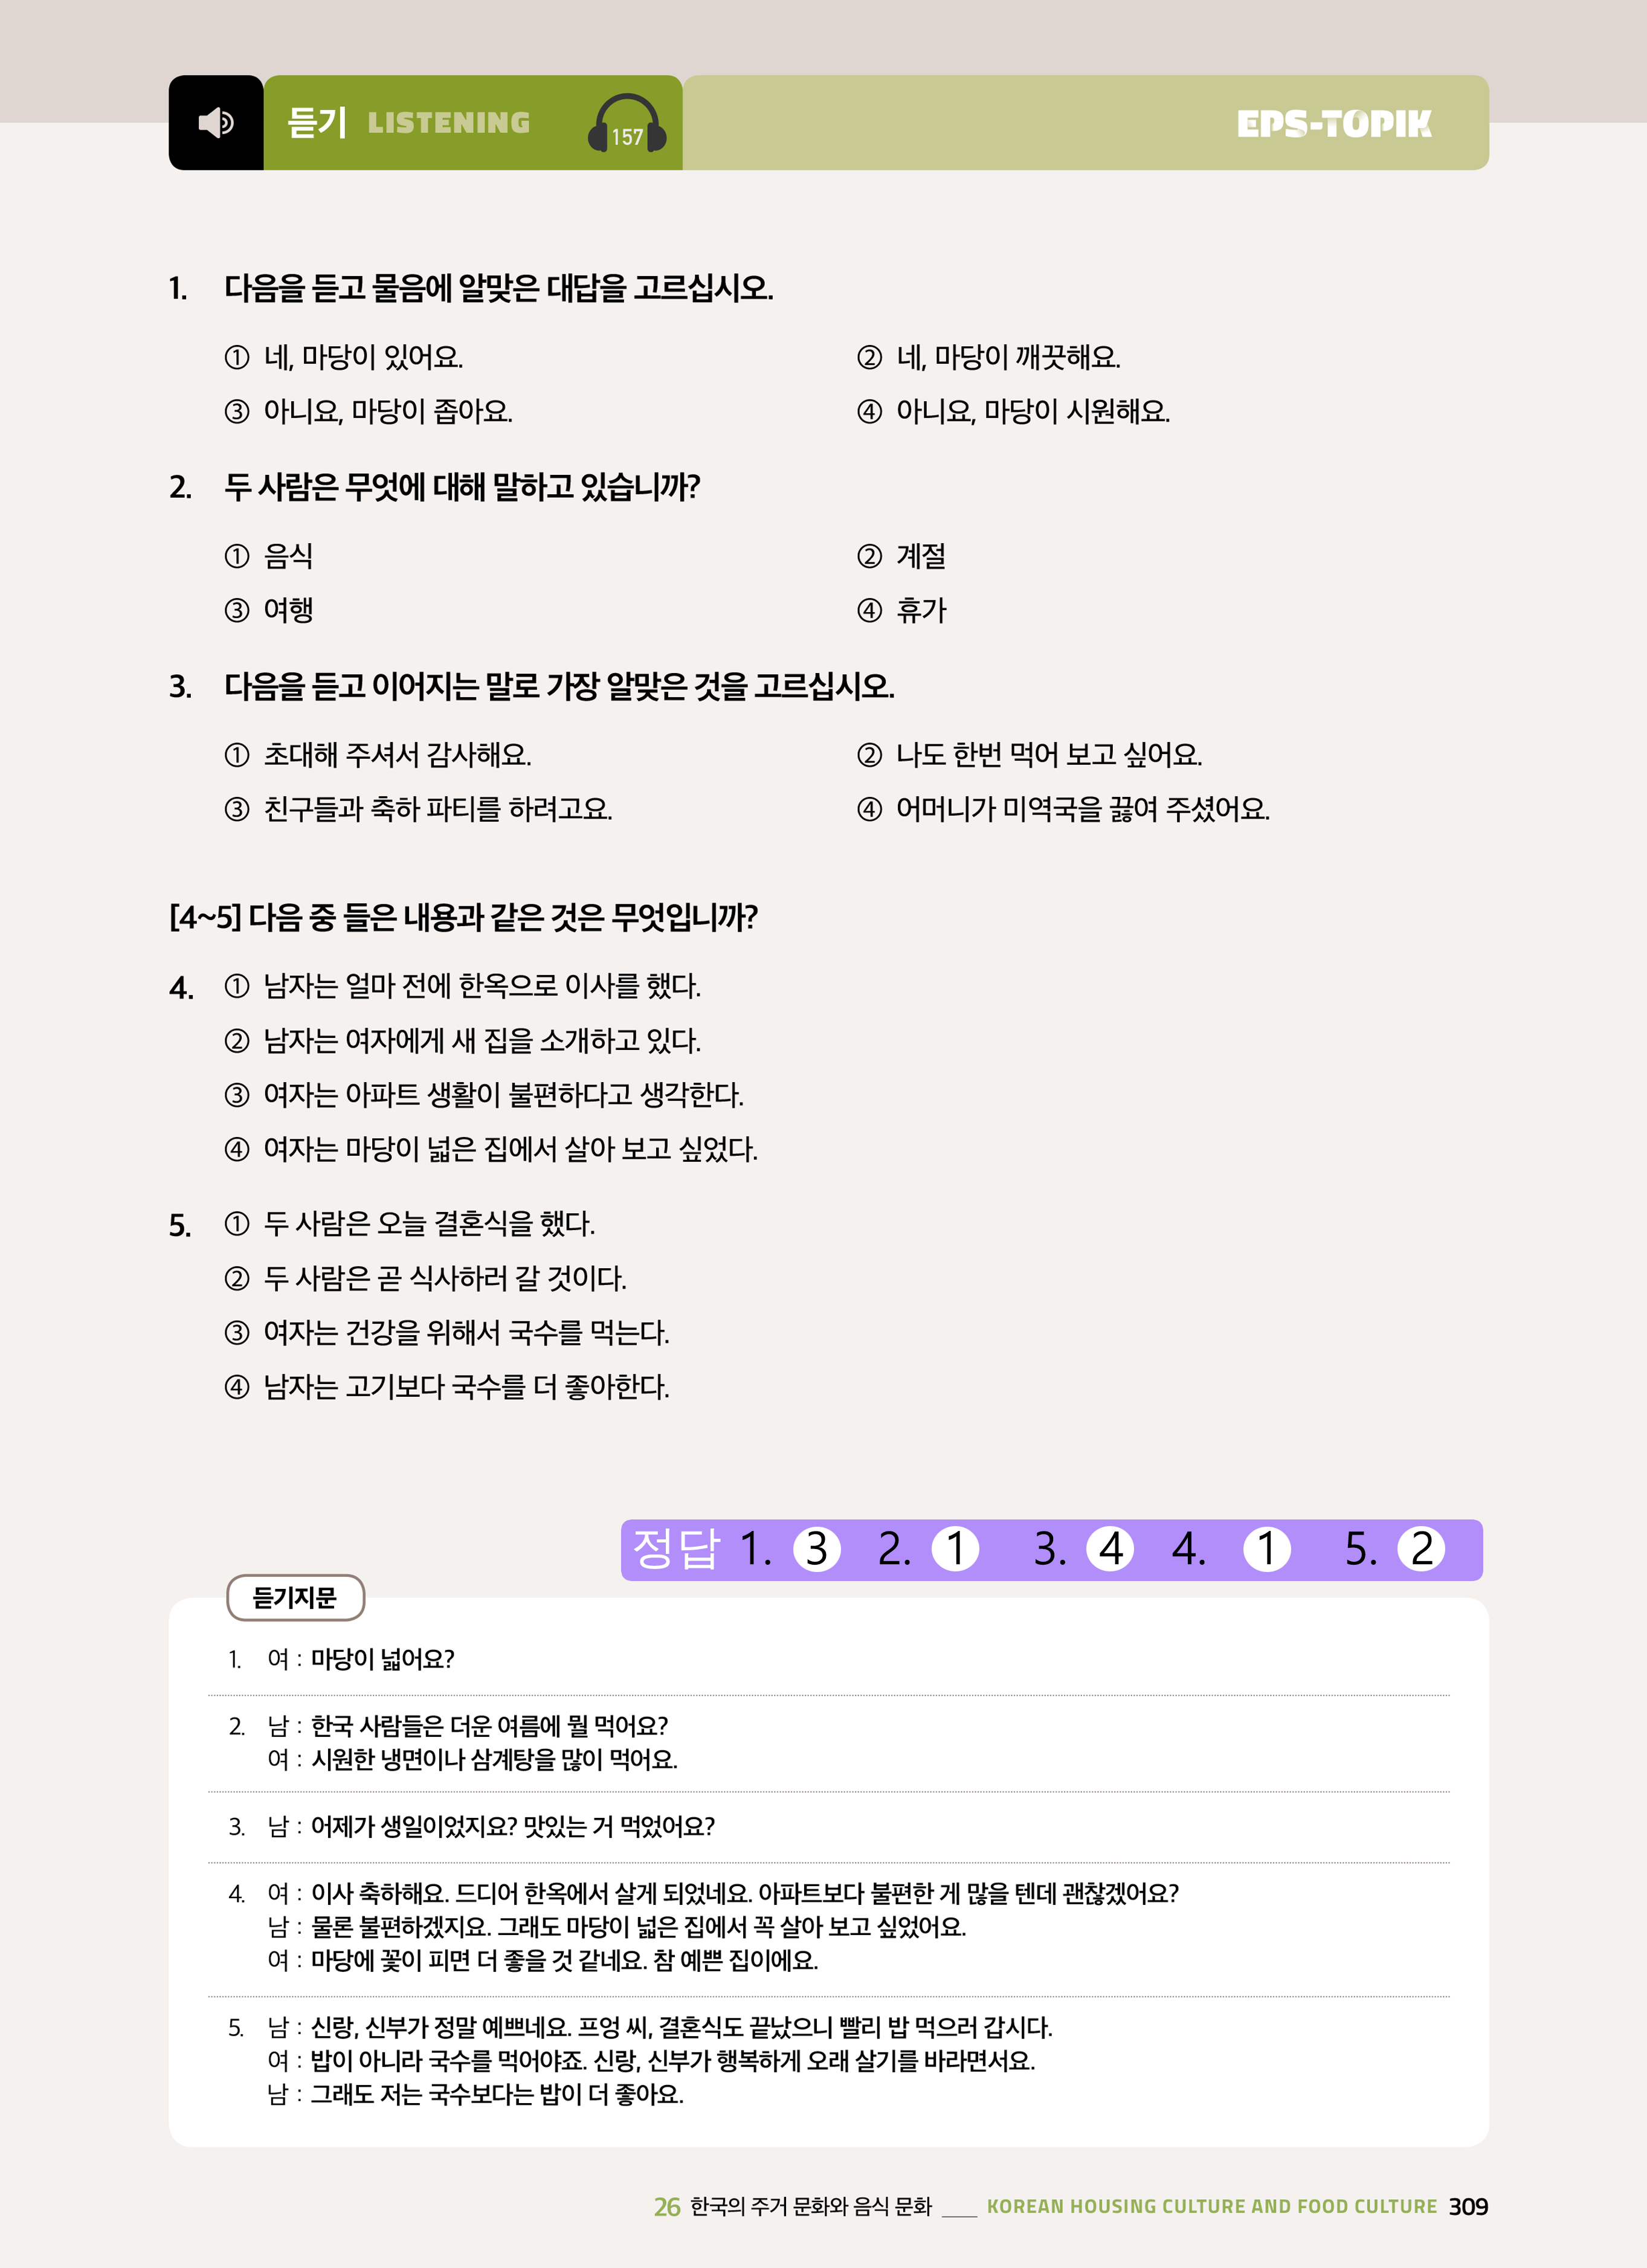 듣기 LISTENING 157 EPS-TOPIK
1. 다음을 듣고 물음에 알맞은 대답을 고르십시오.
① 네, 마당이 있어요. ② 네, 마당이 깨끗해요.
③ 아니요, 마당이 좁아요. ④ 아니요, 마당이 시원해요.
2. 두 사람은 무엇에 대해 말하고 있습니까?
① 음식 ② 계절
③ 여행 ④ 휴가
3. 다음을 듣고 이어지는 말로 가장 알맞은 것을 고르십시오.
① 초대해 주셔서 감사해요. ② 나도 한번 먹어 보고 싶어요.
③ 친구들과 축하 파티를 하려고요. ④ 어머니가 미역국을 끓여 주셨어요.
[4~5] 다음 중 들은 내용과 같은 것은 무엇입니까?
4. ① 남자는 얼마 전에 한옥으로 이사를 했다.
② 남자는 여자에게 새 집을 소개하고 있다.
③ 여자는 아파트 생활이 불편하다고 생각한다.
④ 여자는 마당이 넓은 집에서 살아 보고 싶었다.
5. ① 두 사람은 오늘 결혼식을 했다.
② 두 사람은 곧 식사하러 갈 것이다.
③ 여자는 건강을 위해서 국수를 먹는다.
④ 남자는 고기보다 국수를 더 좋아한다.
정답 1. 3 2. 1 3. 4 4. 1 5. 2
듣기지문
1. 여 : 마당이 넓어요?
2. 남 : 한국 사람들은 더운 여름에 뭘 먹어요?
여 : 시원한 냉면이나 삼계탕을 많이 먹어요.
3. 남 : 어제가 생일이었지요? 맛있는 거 먹었어요?
4. 여 : 이사 축하해요. 드디어 한옥에서 살게 되었네요. 아파트보다 불편한 게 많을 텐데 괜찮겠어요?
남 : 물론 불편하겠지요. 그래도 마당이 넓은 집에서 꼭 살아 보고 싶었어요.
여 : 마당에 꽃이 피면 더 좋을 것 같네요. 참 예쁜 집이에요.
5. 남 : 신랑, 신부가 정말 예쁘네요. 프엉 씨, 결혼식도 끝났으니 빨리 밥 먹으러 갑시다.
여 : 밥이 아니라 국수를 먹어야죠. 신랑, 신부가 행복하게 오래 살기를 바라면서요.
남 : 그래도 저는 국수보다는 밥이 더 좋아요.
26 한국의 주거 문화와 음식 문화 ___ KOREAN HOUSING CULTURE AND FOOD CULTURE 309